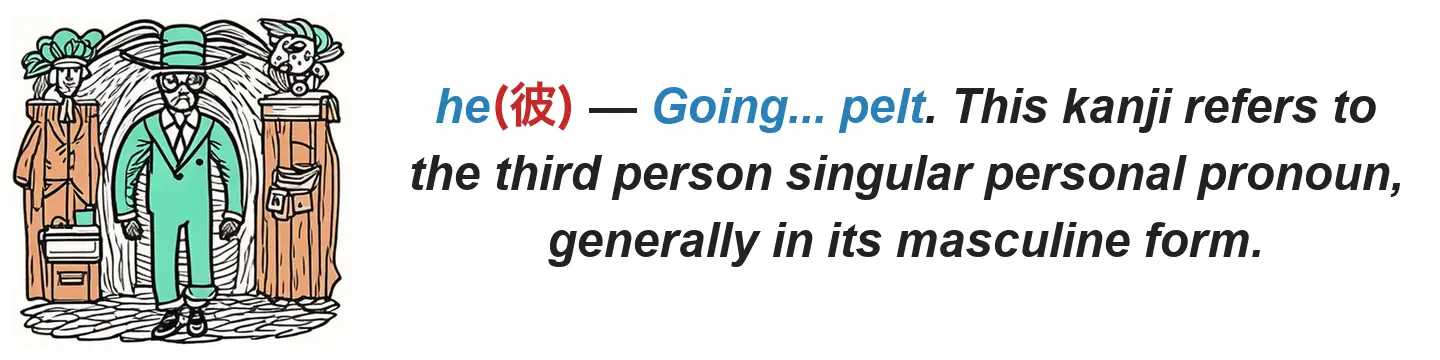 he(彼) — Going... pelt. This kanji refers to
the third person singular personal pronoun,
generally in its masculine form.